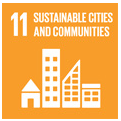 11 SUSTAINABLE CITIES
AND COMMUNITIES